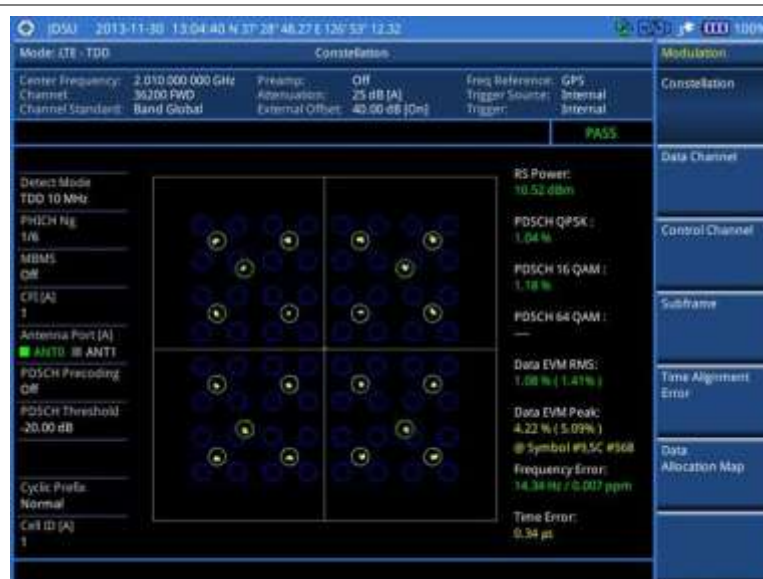 JDSU 2013-11-30 13:04:40 N 37° 28' 48.27 E 126° 53' 12.32 100%
Mode: LTE - TDD Constellation Modulation
Center Frequency: 2.010 000 000 GHz Preamp: Off Freq Reference: GPS
Channel: 36200 FWD Attenuation: 25 dB [A] Trigger Source: Internal
Channel Standard: Band Global External Offset: 40.00 dB [On] Trigger: Internal
PASS
Detect Mode
TDD 10 MHz
PHICH Ng
1/6
MBMS
Off
CFI [A]
1
Antenna Port [A]
ANT0 ANT1
PDSCH Precoding
Off
PDSCH Threshold
-20.00 dB
Cyclic Prefix
Normal
Cell ID [A]
1
RS Power:
10.52 dBm
PDSCH QPSK :
1.04 %
PDSCH 16 QAM :
1.18 %
PDSCH 64 QAM :
—
Data EVM RMS:
1.08 % ( 1.41% )
Data EVM Peak:
4.22 % ( 5.09% )
@ Symbol #9,SC #568
Frequency Error:
14.34 Hz / 0.007 ppm
Time Error:
0.34 µs
Constellation
Data Channel
Control Channel
Subframe
Time Alignment
Error
Data
Allocation Map